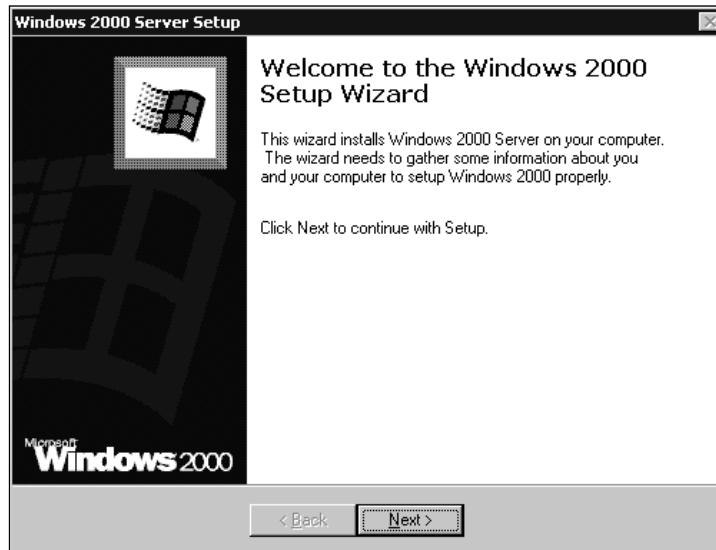 Windows 2000 Server Setup
Welcome to the Windows 2000
Setup Wizard
This wizard installs Windows 2000 Server on your computer.
The wizard needs to gather some information about you
and your computer to setup Windows 2000 properly.
Click Next to continue with Setup.
Microsoft
Windows 2000
< Back
Next >